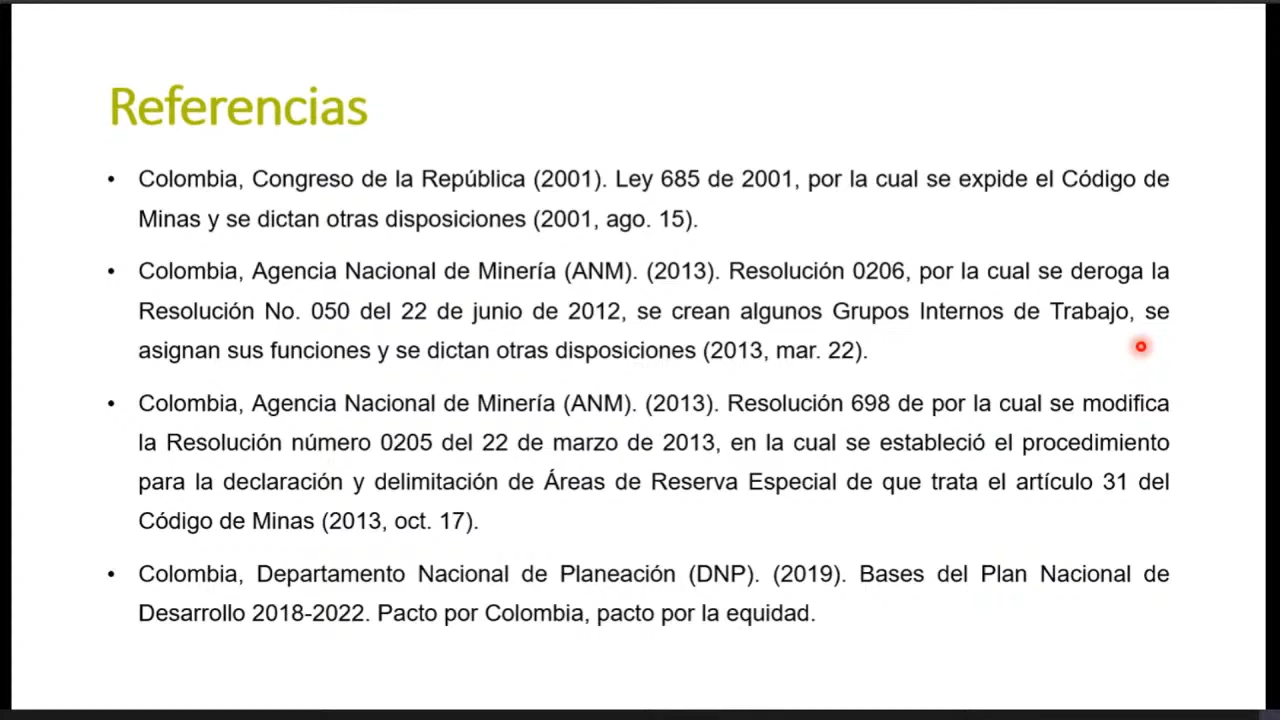 Referencias
• Colombia, Congreso de la República (2001). Ley 685 de 2001, por la cual se expide el Código de
Minas y se dictan otras disposiciones (2001, ago. 15).
• Colombia, Agencia Nacional de Minería (ANM). (2013). Resolución 0206, por la cual se deroga la
Resolución No. 050 del 22 de junio de 2012, se crean algunos Grupos Internos de Trabajo, se
asignan sus funciones y se dictan otras disposiciones (2013, mar. 22).
• Colombia, Agencia Nacional de Minería (ANM). (2013). Resolución 698 de por la cual se modifica
la Resolución número 0205 del 22 de marzo de 2013, en la cual se estableció el procedimiento
para la declaración y delimitación de Áreas de Reserva Especial de que trata el artículo 31 del
Código de Minas (2013, oct. 17).
• Colombia, Departamento Nacional de Planeación (DNP). (2019). Bases del Plan Nacional de
Desarrollo 2018-2022. Pacto por Colombia, pacto por la equidad.